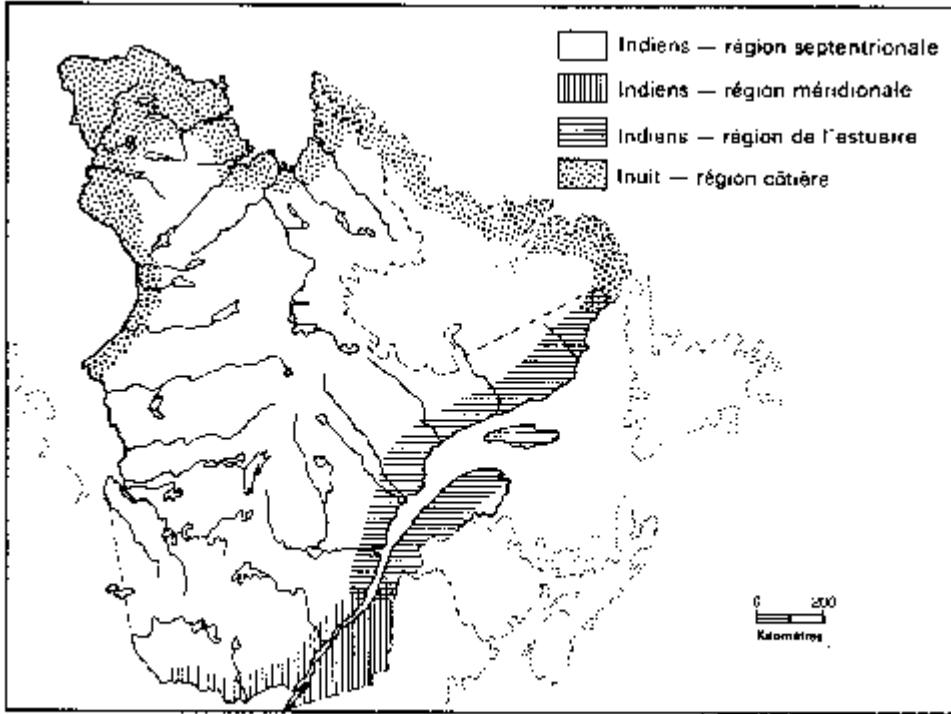 Indiens — région septentrionale
Indiens — région méridionale
Indiens — région de l'estuaire
Inuit — région côtière
0 200
Kilomètres